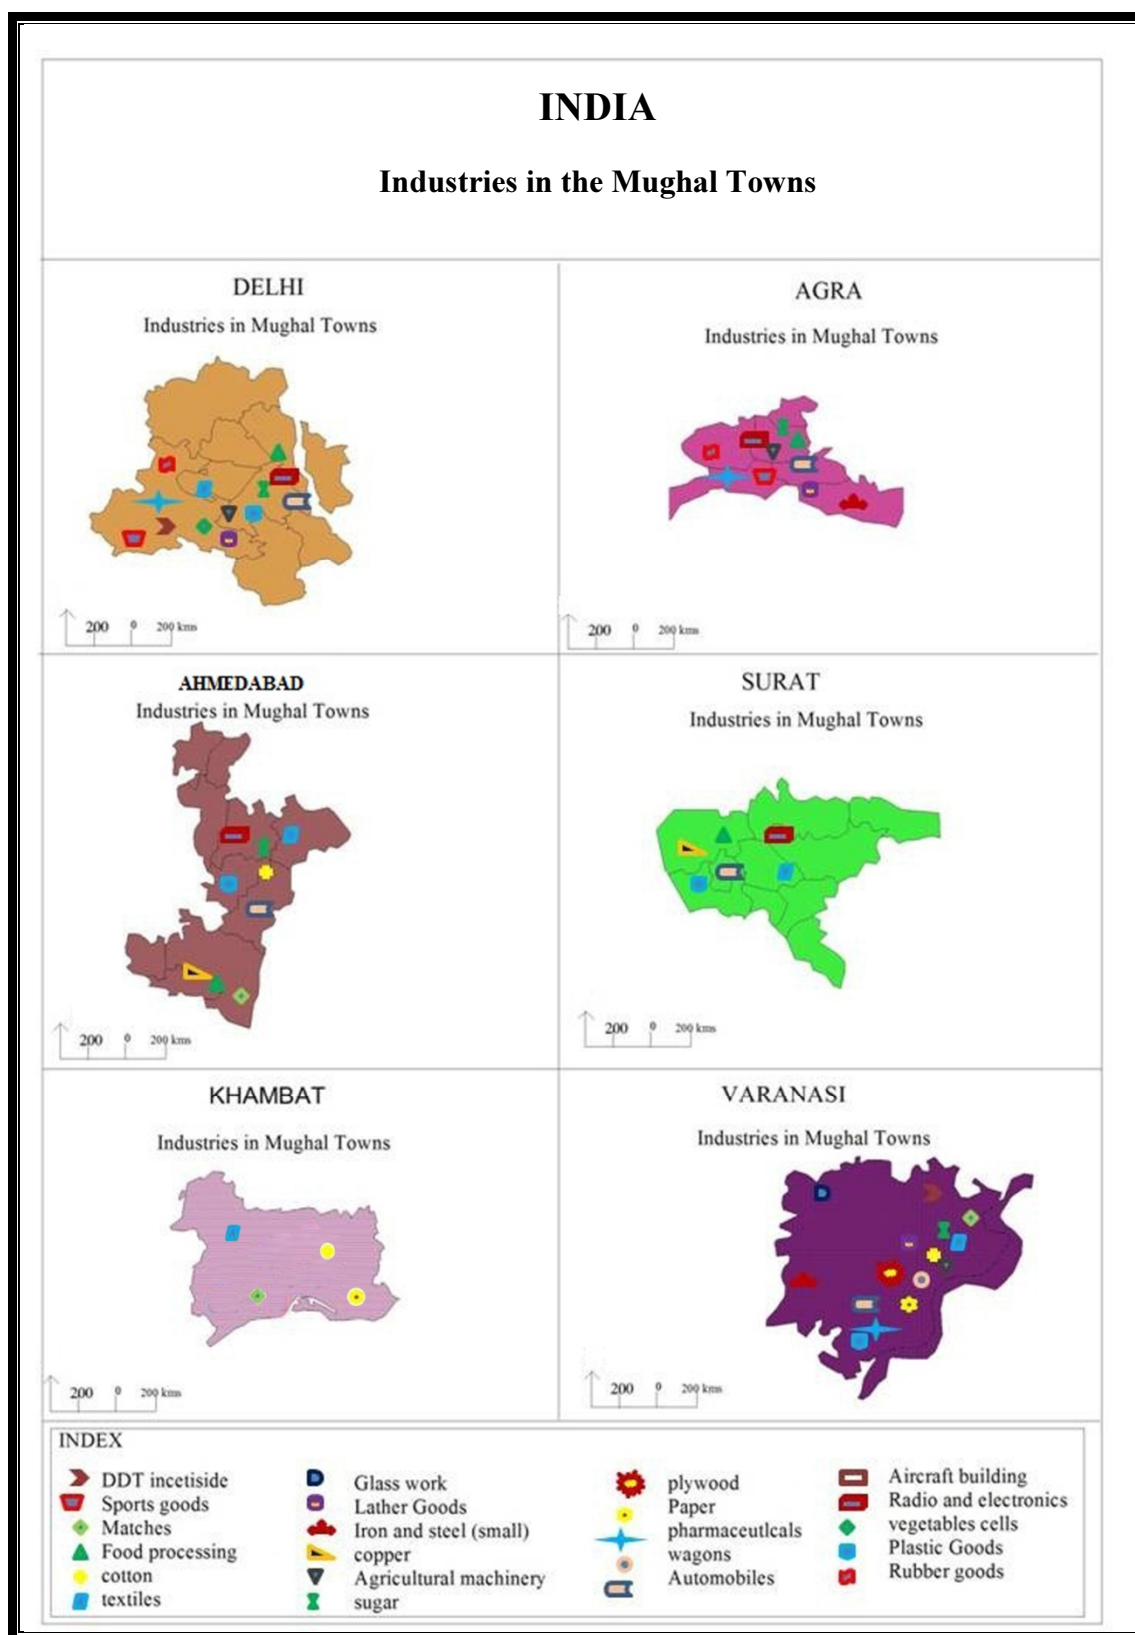 INDIA
Industries in the Mughal Towns
DELHI
Industries in Mughal Towns
200 0 200 kms
AGRA
Industries in Mughal Towns
200 0 200 kms
AHMEDABAD
Industries in Mughal Towns
200 0 200 kms
SURAT
Industries in Mughal Towns
200 0 200 kms
KHAMBAT
Industries in Mughal Towns
200 0 200 kms
VARANASI
Industries in Mughal Towns
200 0 200 kms
INDEX
DDT incetiside
Sports goods
Matches
Food processing
cotton
textiles
Glass work
Lather Goods
Iron and steel (small)
copper
Agricultural machinery
sugar
plywood
Paper
pharmaceutlcals
wagons
Automobiles
Aircraft building
Radio and electronics
vegetables cells
Plastic Goods
Rubber goods